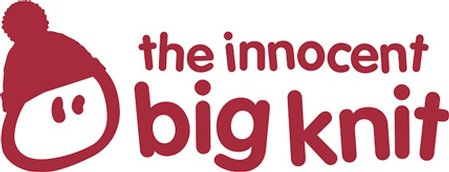 the innocent
big knit